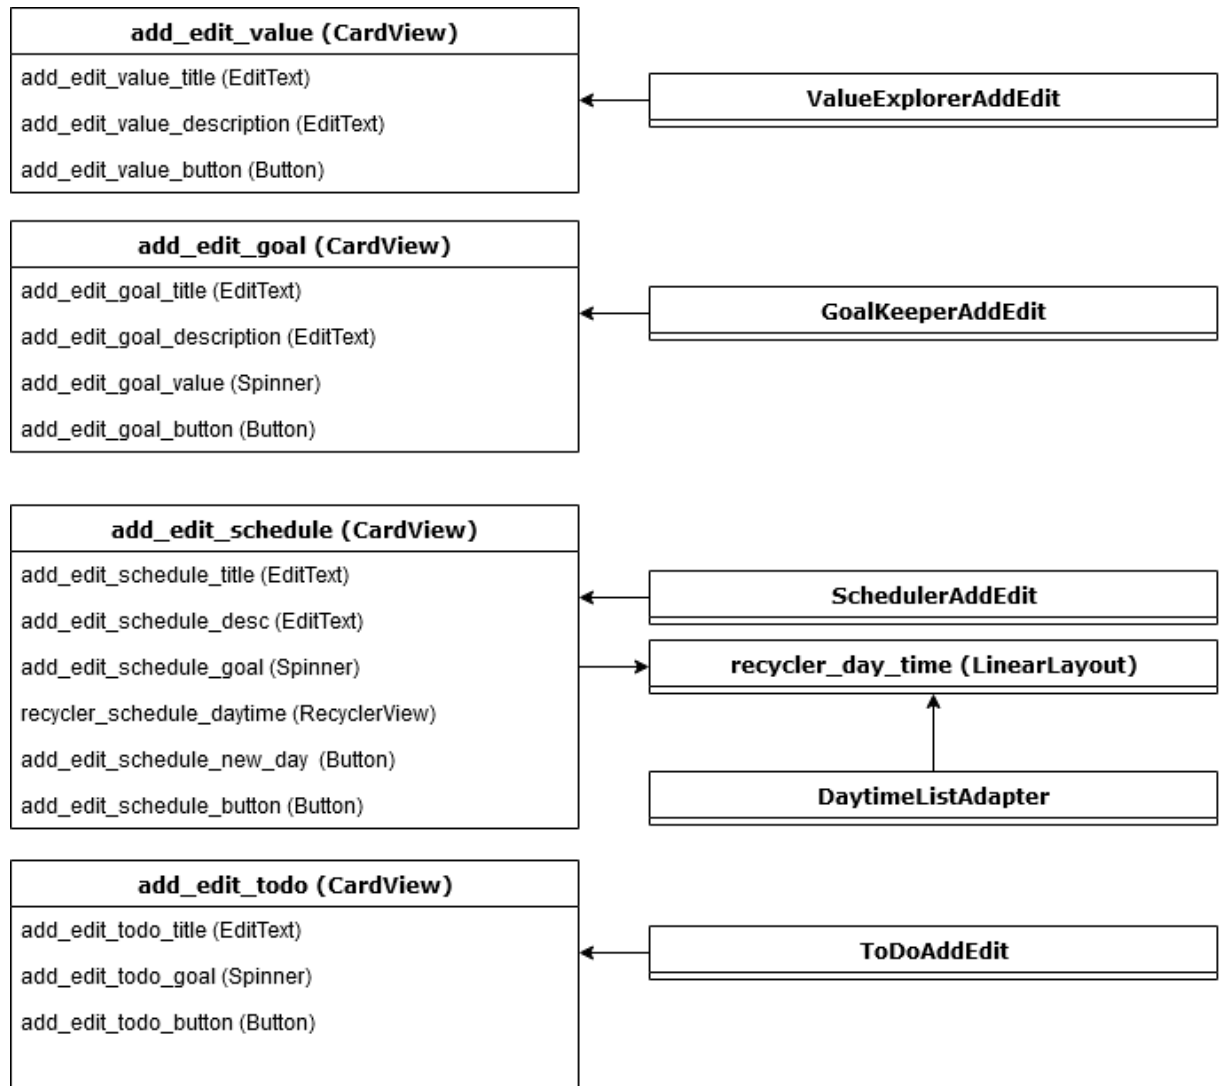 add_edit_value (CardView)
add_edit_value_title (EditText)
add_edit_value_description (EditText)
add_edit_value_button (Button)
ValueExplorerAddEdit
add_edit_goal (CardView)
add_edit_goal_title (EditText)
add_edit_goal_description (EditText)
add_edit_goal_value (Spinner)
add_edit_goal_button (Button)
GoalKeeperAddEdit
add_edit_schedule (CardView)
add_edit_schedule_title (EditText)
add_edit_schedule_desc (EditText)
add_edit_schedule_goal (Spinner)
recycler_schedule_daytime (RecyclerView)
add_edit_schedule_new_day  (Button)
add_edit_schedule_button (Button)
SchedulerAddEdit
recycler_day_time (LinearLayout)
DaytimeListAdapter
add_edit_todo (CardView)
add_edit_todo_title (EditText)
add_edit_todo_goal (Spinner)
add_edit_todo_button (Button)
ToDoAddEdit